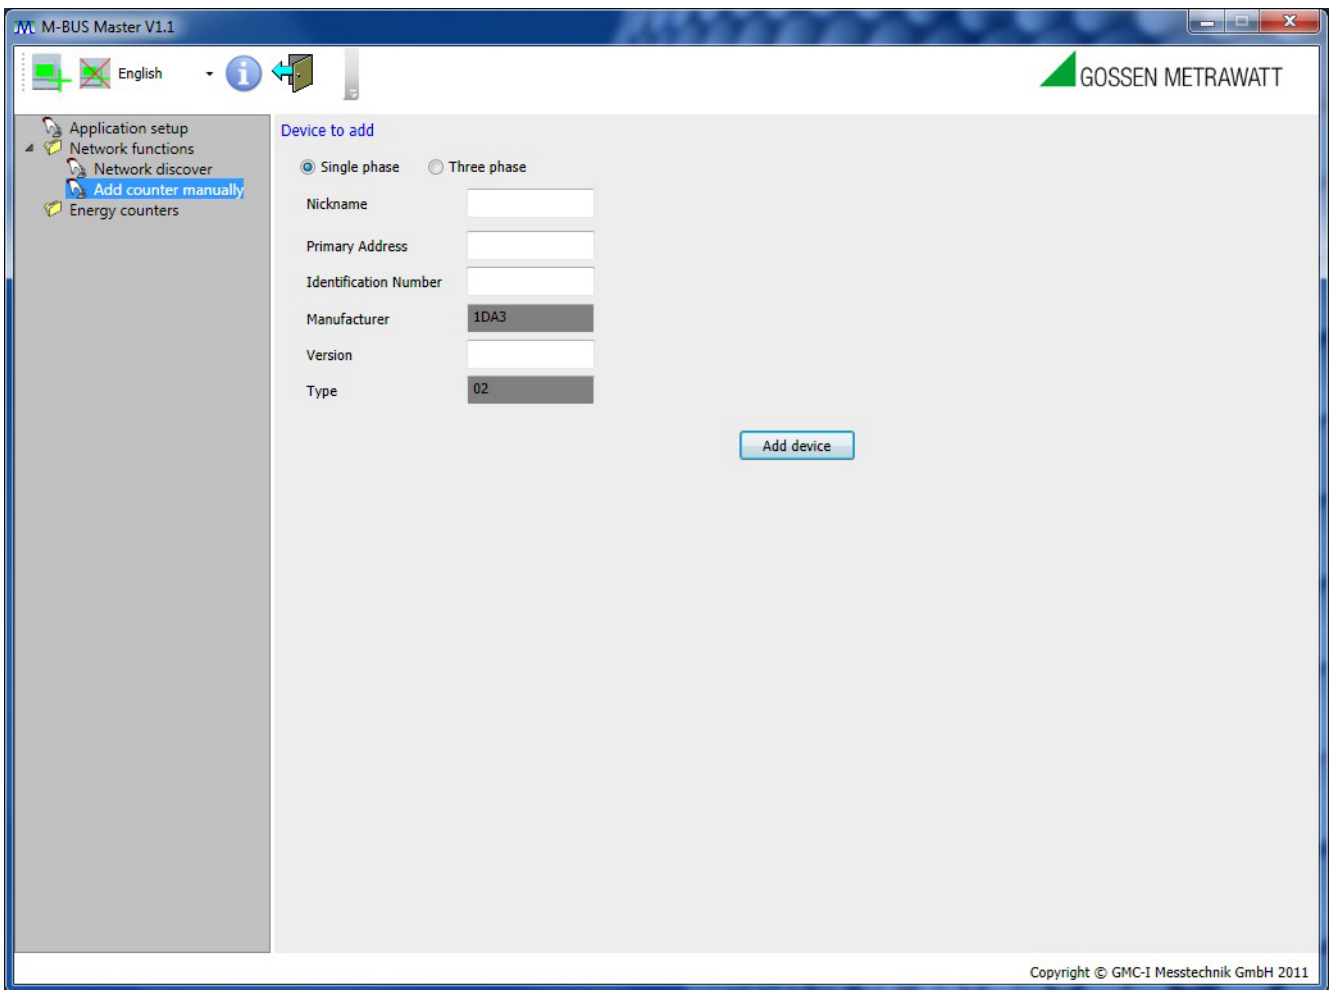 M-BUS Master V1.1
English
GOSSEN METRAWATT
Application setup
Network functions
Network discover
Add counter manually
Energy counters
Device to add
Single phase Three phase
Nickname
Primary Address
Identification Number
Manufacturer 1DA3
Version
Type 02
Add device
Copyright © GMC-I Messtechnik GmbH 2011